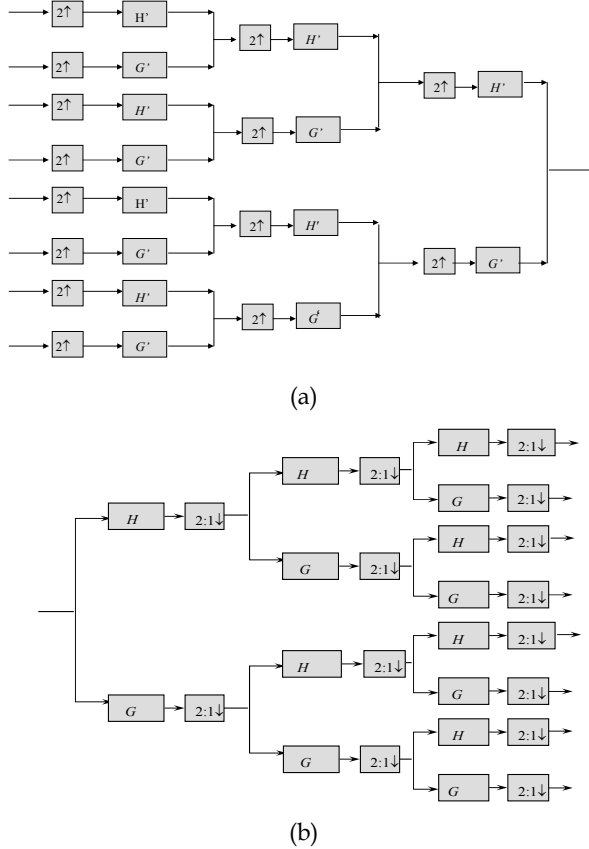 2↑ H' 2↑ H'
2↑ G' 2↑ H'
2↑ H' 2↑ G'
2↑ G'
2↑ H' 2↑ H'
2↑ G' 2↑ G'
2↑ H' 2↑ G'
2↑ G'
(a)
H 2:1↓
H 2:1↓
G 2:1↓
H 2:1↓
H 2:1↓
G 2:1↓
G 2:1↓
H 2:1↓
H 2:1↓
G 2:1↓
G 2:1↓
H 2:1↓
G 2:1↓
G 2:1↓
(b)